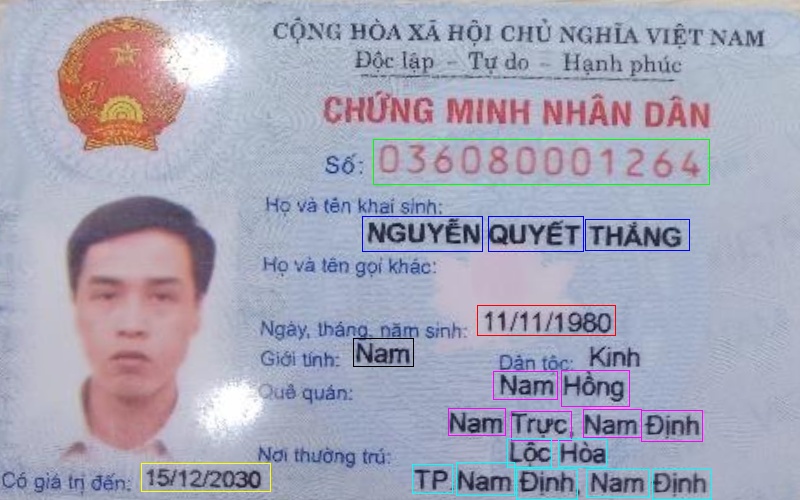 CỘNG HÒA XÃ HỘI CHỦ NGHĨA VIỆT NAM
Độc lập - Tự do - Hạnh phúc
CHỨNG MINH NHÂN DÂN
Số: 036080001264
Họ và tên khai sinh:
NGUYỄN QUYẾT THẮNG
Họ và tên gọi khác:
Ngày, tháng, năm sinh: 11/11/1980
Giới tính: Nam Dân tộc: Kinh
Quê quán: Nam Hồng
Nam Trực, Nam Định
Nơi thường trú: Lộc Hòa
TP. Nam Định, Nam Định
Có giá trị đến: 15/12/2030